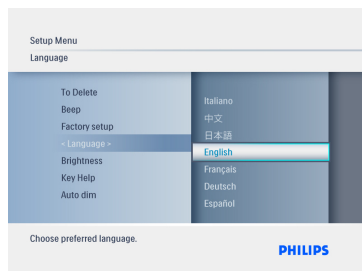 Setup Menu
Language
To Delete
Beep
Factory setup
< Language >
Brightness
Key Help
Auto dim
Italiano
中文
日本語
English
Français
Deutsch
Español
Choose preferred language.
PHILIPS